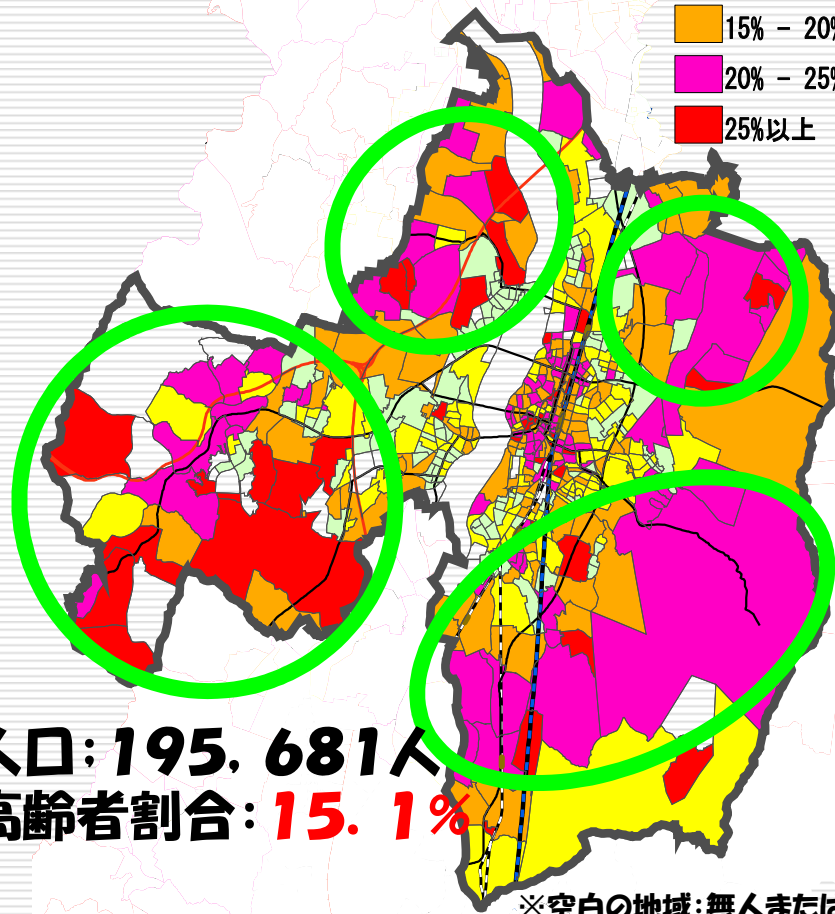 15% - 20%
20% - 25%
25%以上
人口:195,681人
高齢者割合:15.1%
※空白の地域:無人または